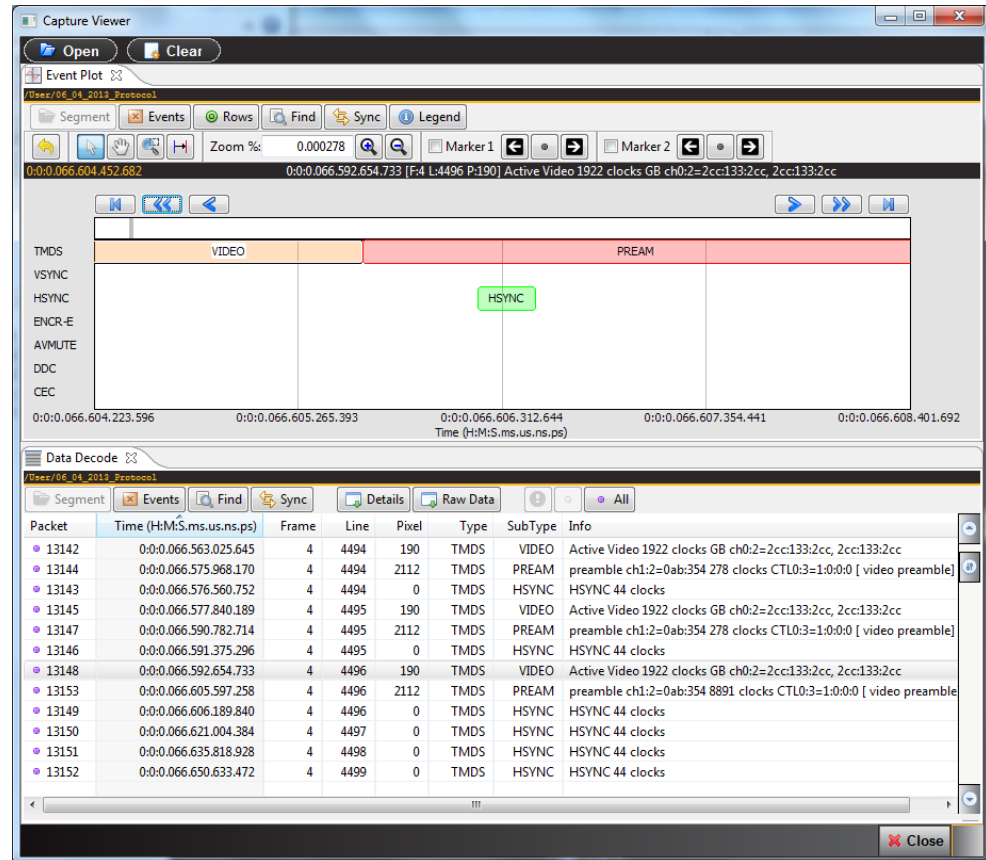 Capture Viewer
Open Clear
Event Plot
/User/06_04_2013_Protocol
Segment Events Rows Find Sync Legend
Zoom %: 0.000278 Marker 1 Marker 2
0:0:0.066.604.452.682 0:0:0.066.592.654.733 [F:4 L:4496 P:190] Active Video 1922 clocks GB ch0:2=2cc:133:2cc, 2cc:133:2cc
TMDS VIDEO PREAM
VSYNC
HSYNC HSYNC
ENCR-E
AVMUTE
DDC
CEC
0:0:0.066.604.223.596 0:0:0.066.605.265.393 0:0:0.066.606.312.644 0:0:0.066.607.354.441 0:0:0.066.608.401.692
Time (H:M:S.ms.us.ns.ps)
Data Decode
/User/06_04_2013_Protocol
Segment Events Find Sync Details Raw Data All
Packet Time (H:M:S.ms.us.ns.ps) Frame Line Pixel Type SubType Info
13142 0:0:0.066.563.025.645 4 4494 190 TMDS VIDEO Active Video 1922 clocks GB ch0:2=2cc:133:2cc, 2cc:133:2cc
13144 0:0:0.066.575.968.170 4 4494 2112 TMDS PREAM preamble ch1:2=0ab:354 278 clocks CTL0:3=1:0:0:0 [ video preamble]
13143 0:0:0.066.576.560.752 4 4494 0 TMDS HSYNC HSYNC 44 clocks
13145 0:0:0.066.577.840.189 4 4495 190 TMDS VIDEO Active Video 1922 clocks GB ch0:2=2cc:133:2cc, 2cc:133:2cc
13147 0:0:0.066.590.782.714 4 4495 2112 TMDS PREAM preamble ch1:2=0ab:354 278 clocks CTL0:3=1:0:0:0 [ video preamble]
13146 0:0:0.066.591.375.296 4 4495 0 TMDS HSYNC HSYNC 44 clocks
13148 0:0:0.066.592.654.733 4 4496 190 TMDS VIDEO Active Video 1922 clocks GB ch0:2=2cc:133:2cc, 2cc:133:2cc
13153 0:0:0.066.605.597.258 4 4496 2112 TMDS PREAM preamble ch1:2=0ab:354 8891 clocks CTL0:3=1:0:0:0 [ video preamble
13149 0:0:0.066.606.189.840 4 4496 0 TMDS HSYNC HSYNC 44 clocks
13150 0:0:0.066.621.004.384 4 4497 0 TMDS HSYNC HSYNC 44 clocks
13151 0:0:0.066.635.818.928 4 4498 0 TMDS HSYNC HSYNC 44 clocks
13152 0:0:0.066.650.633.472 4 4499 0 TMDS HSYNC HSYNC 44 clocks
Close